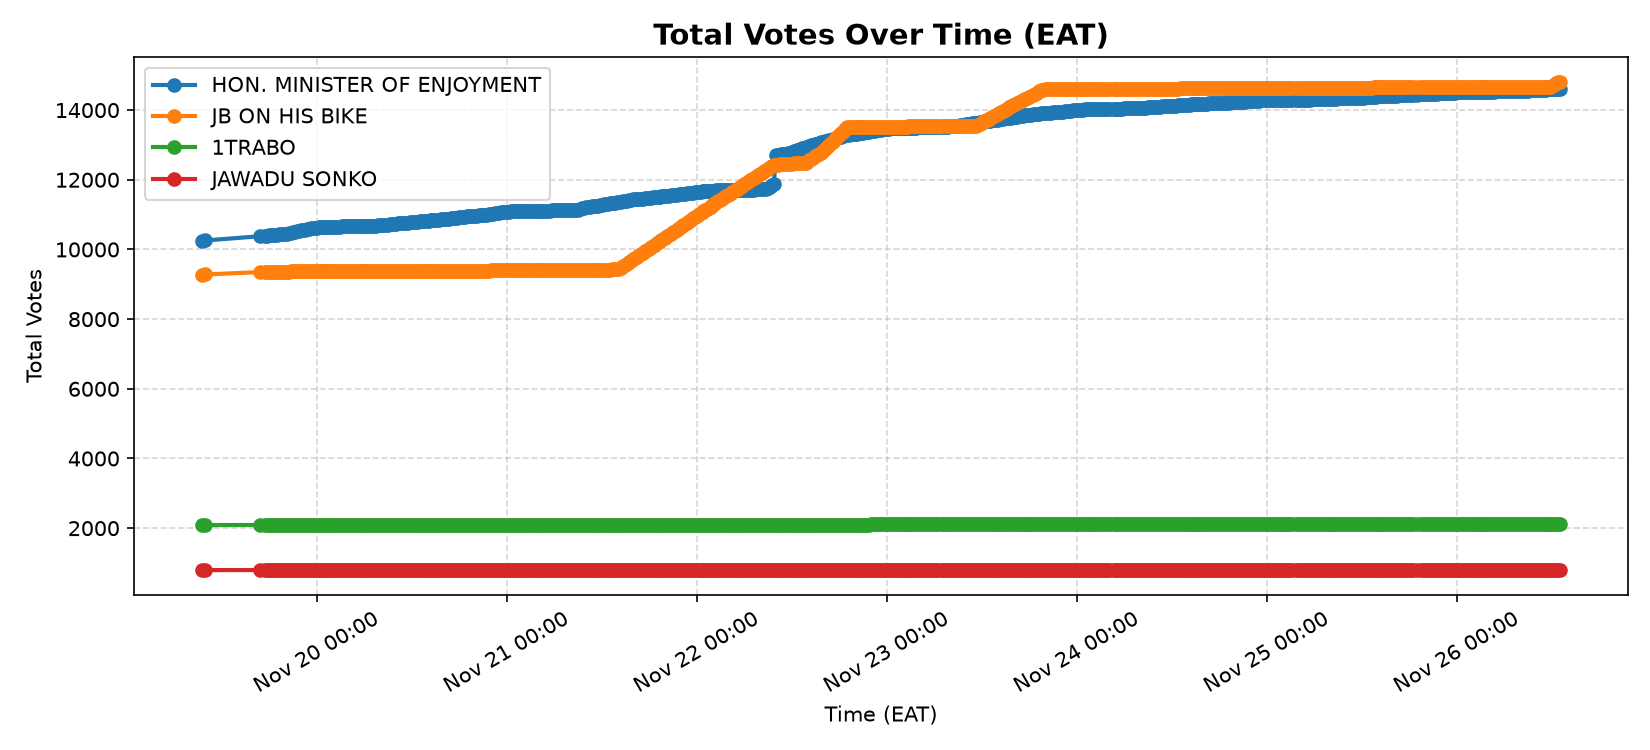 Total Votes Over Time (EAT)
HON. MINISTER OF ENJOYMENT
JB ON HIS BIKE
1TRABO
JAWADU SONKO
Total Votes
14000
12000
10000
8000
6000
4000
2000
Nov 20 00:00
Nov 21 00:00
Nov 22 00:00
Nov 23 00:00
Nov 24 00:00
Nov 25 00:00
Nov 26 00:00
Time (EAT)